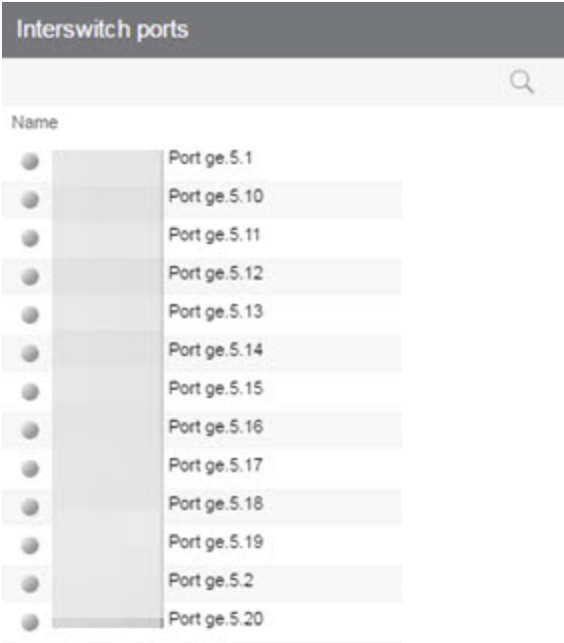 Interswitch ports
Name
Port ge.5.1
Port ge.5.10
Port ge.5.11
Port ge.5.12
Port ge.5.13
Port ge.5.14
Port ge.5.15
Port ge.5.16
Port ge.5.17
Port ge.5.18
Port ge.5.19
Port ge.5.2
Port ge.5.20